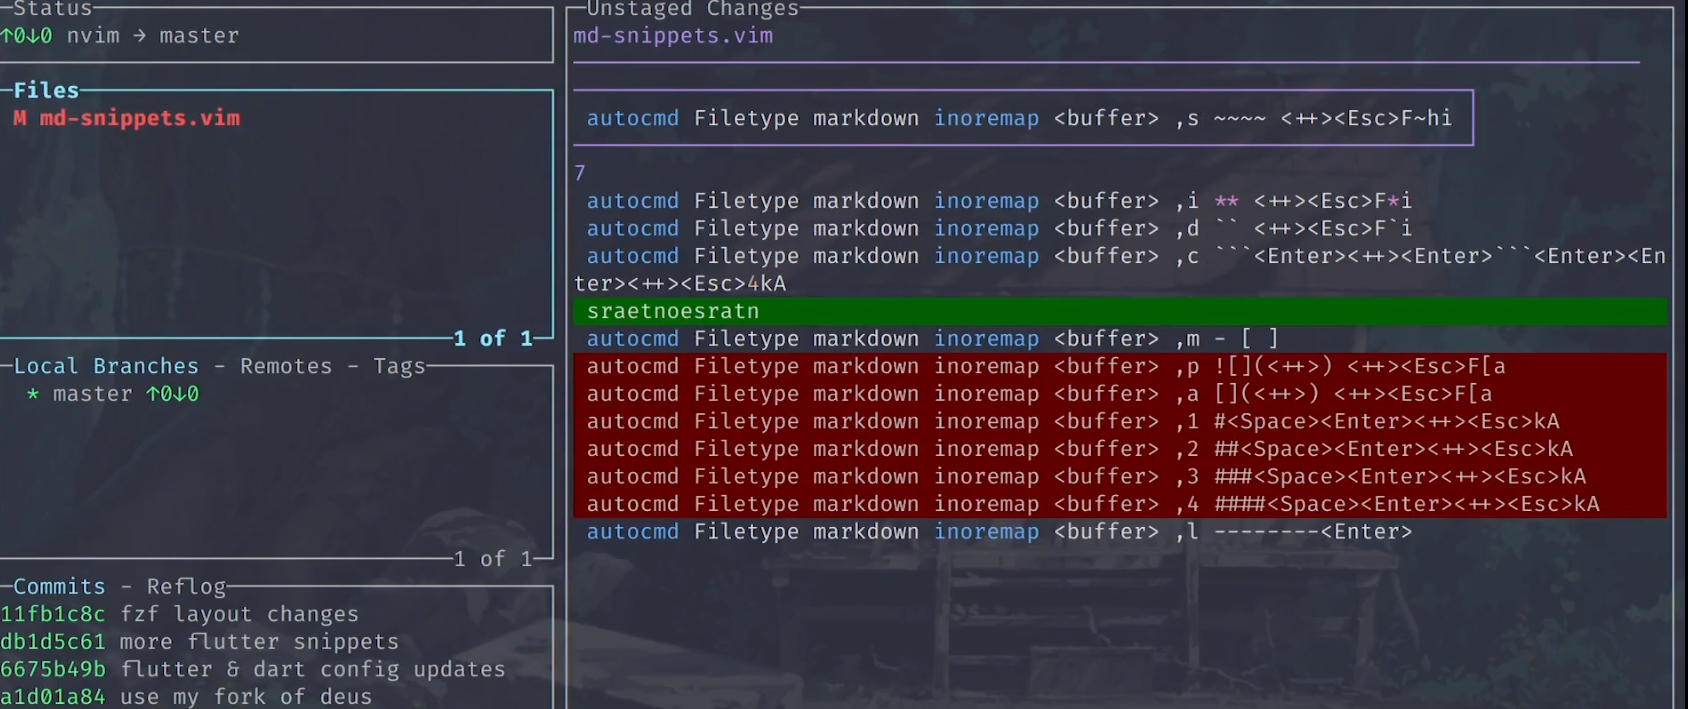 Status
↑0↓0 nvim → master
Files
M md-snippets.vim
1 of 1
Local Branches - Remotes - Tags
* master ↑0↓0
1 of 1
Commits - Reflog
11fb1c8c fzf layout changes
db1d5c61 more flutter snippets
6675b49b flutter & dart config updates
a1d01a84 use my fork of deus
Unstaged Changes
md-snippets.vim
autocmd Filetype markdown inoremap <buffer> ,s ~~~~ <++><Esc>F~hi
7
autocmd Filetype markdown inoremap <buffer> ,i ** <++><Esc>F*i
autocmd Filetype markdown inoremap <buffer> ,d `` <++><Esc>F`i
autocmd Filetype markdown inoremap <buffer> ,c ```<Enter><++><Enter>```<Enter><En
ter><++><Esc>4kA
sraetnoesratn
autocmd Filetype markdown inoremap <buffer> ,m - [ ]
autocmd Filetype markdown inoremap <buffer> ,p ![](<++>) <++><Esc>F[a
autocmd Filetype markdown inoremap <buffer> ,a [](<++>) <++><Esc>F[a
autocmd Filetype markdown inoremap <buffer> ,1 #<Space><Enter><++><Esc>kA
autocmd Filetype markdown inoremap <buffer> ,2 ##<Space><Enter><++><Esc>kA
autocmd Filetype markdown inoremap <buffer> ,3 ###<Space><Enter><++><Esc>kA
autocmd Filetype markdown inoremap <buffer> ,4 ####<Space><Enter><++><Esc>kA
autocmd Filetype markdown inoremap <buffer> ,l --------<Enter>